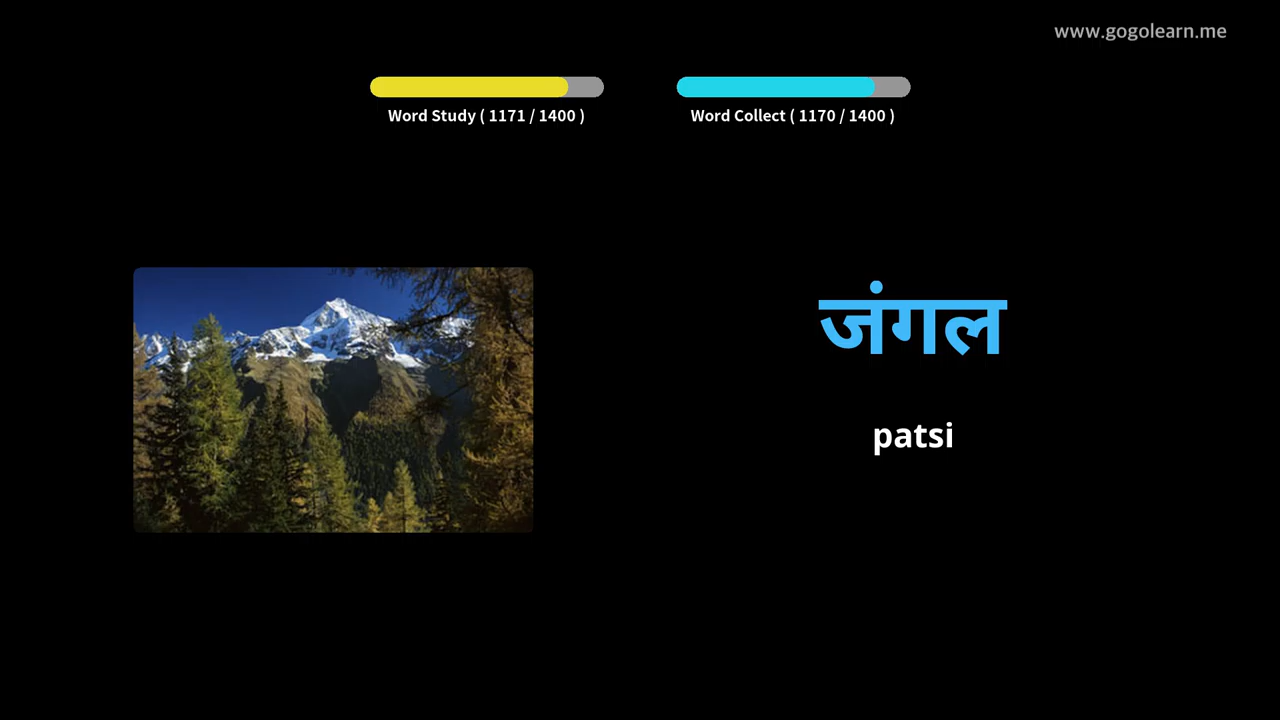 www.gogolearn.me
Word Study ( 1171 / 1400 )
Word Collect ( 1170 / 1400 )
जंगल
patsi